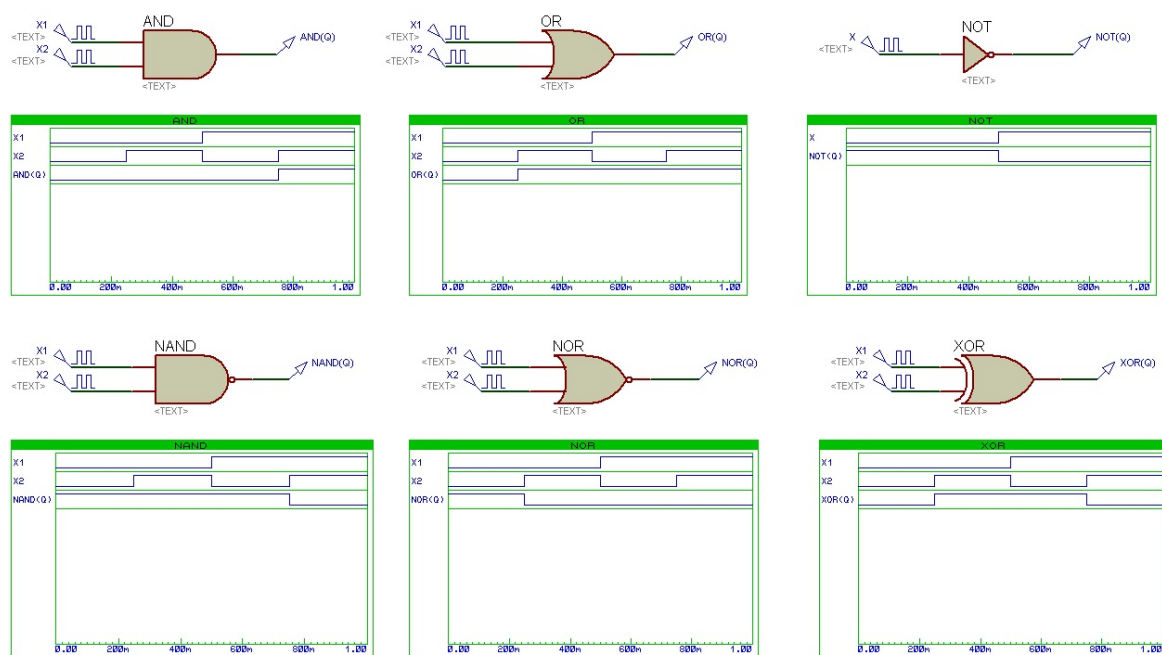 AND
X1
<TEXT>
X2
<TEXT>
AND(Q)
<TEXT>
OR
X1
<TEXT>
X2
<TEXT>
OR(Q)
<TEXT>
NOT
X
<TEXT>
NOT(Q)
<TEXT>
AND
X1
X2
AND(Q)
0.00 200m 400m 600m 800m 1.00
OR
X1
X2
OR(Q)
0.00 200m 400m 600m 800m 1.00
NOT
X
NOT(Q)
0.00 200m 400m 600m 800m 1.00
NAND
X1
<TEXT>
X2
<TEXT>
NAND(Q)
<TEXT>
NOR
X1
<TEXT>
X2
<TEXT>
NOR(Q)
<TEXT>
XOR
X1
<TEXT>
X2
<TEXT>
XOR(Q)
<TEXT>
NAND
X1
X2
NAND(Q)
0.00 200m 400m 600m 800m 1.00
NOR
X1
X2
NOR(Q)
0.00 200m 400m 600m 800m 1.00
XOR
X1
X2
XOR(Q)
0.00 200m 400m 600m 800m 1.00